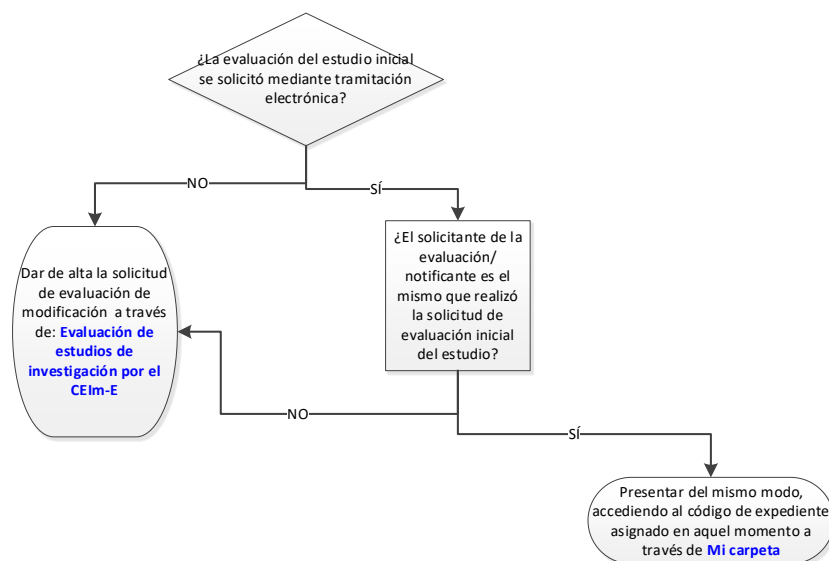 ¿La evaluación del estudio inicial
se solicitó mediante tramitación
electrónica?
NO
SÍ
Dar de alta la solicitud
de evaluación de
modificación a través
de: Evaluación de
estudios de
investigación por el
CEIm-E
¿El solicitante de la
evaluación/
notificante es el
mismo que realizó
la solicitud de
evaluación inicial
del estudio?
NO
SÍ
Presentar del mismo modo,
accediendo al código de expediente
asignado en aquel momento a
través de Mi carpeta